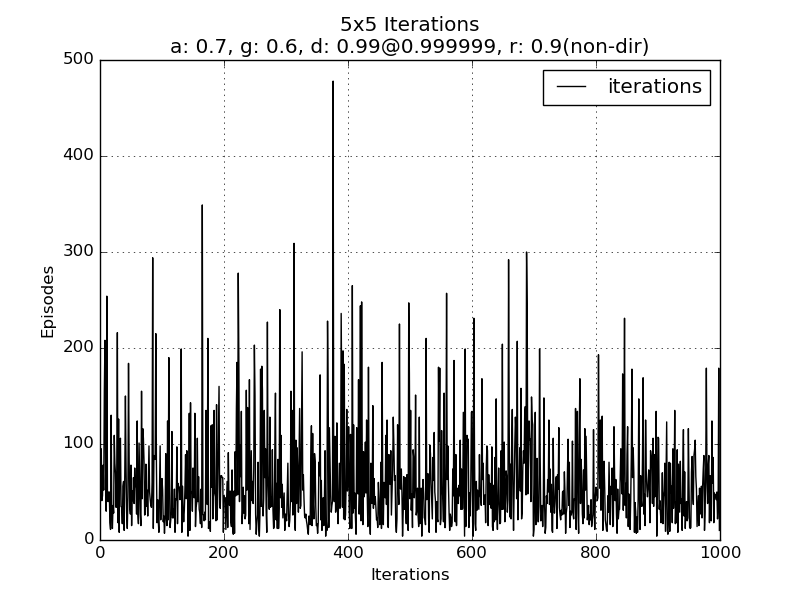 5x5 Iterations
a: 0.7, g: 0.6, d: 0.99@0.999999, r: 0.9(non-dir)
iterations
Episodes
500
400
300
200
100
0
0 200 400 600 800 1000
Iterations